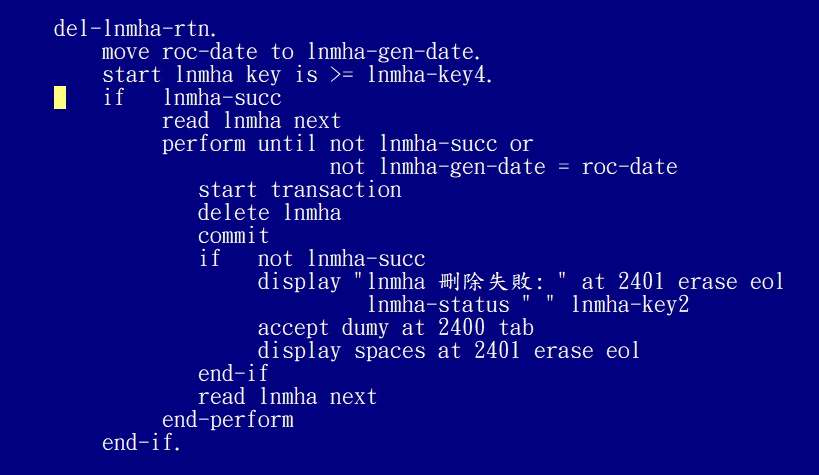 del-lnmha-rtn.
move roc-date to lnmha-gen-date.
start lnmha key is >= lnmha-key4.
if lnmha-succ
read lnmha next
perform until not lnmha-succ or
not lnmha-gen-date = roc-date
start transaction
delete lnmha
commit
if not lnmha-succ
display "lnmha 刪除失敗: " at 2401 erase eol
lnmha-status " " lnmha-key2
accept dumy at 2400 tab
display spaces at 2401 erase eol
end-if
read lnmha next
end-perform
end-if.